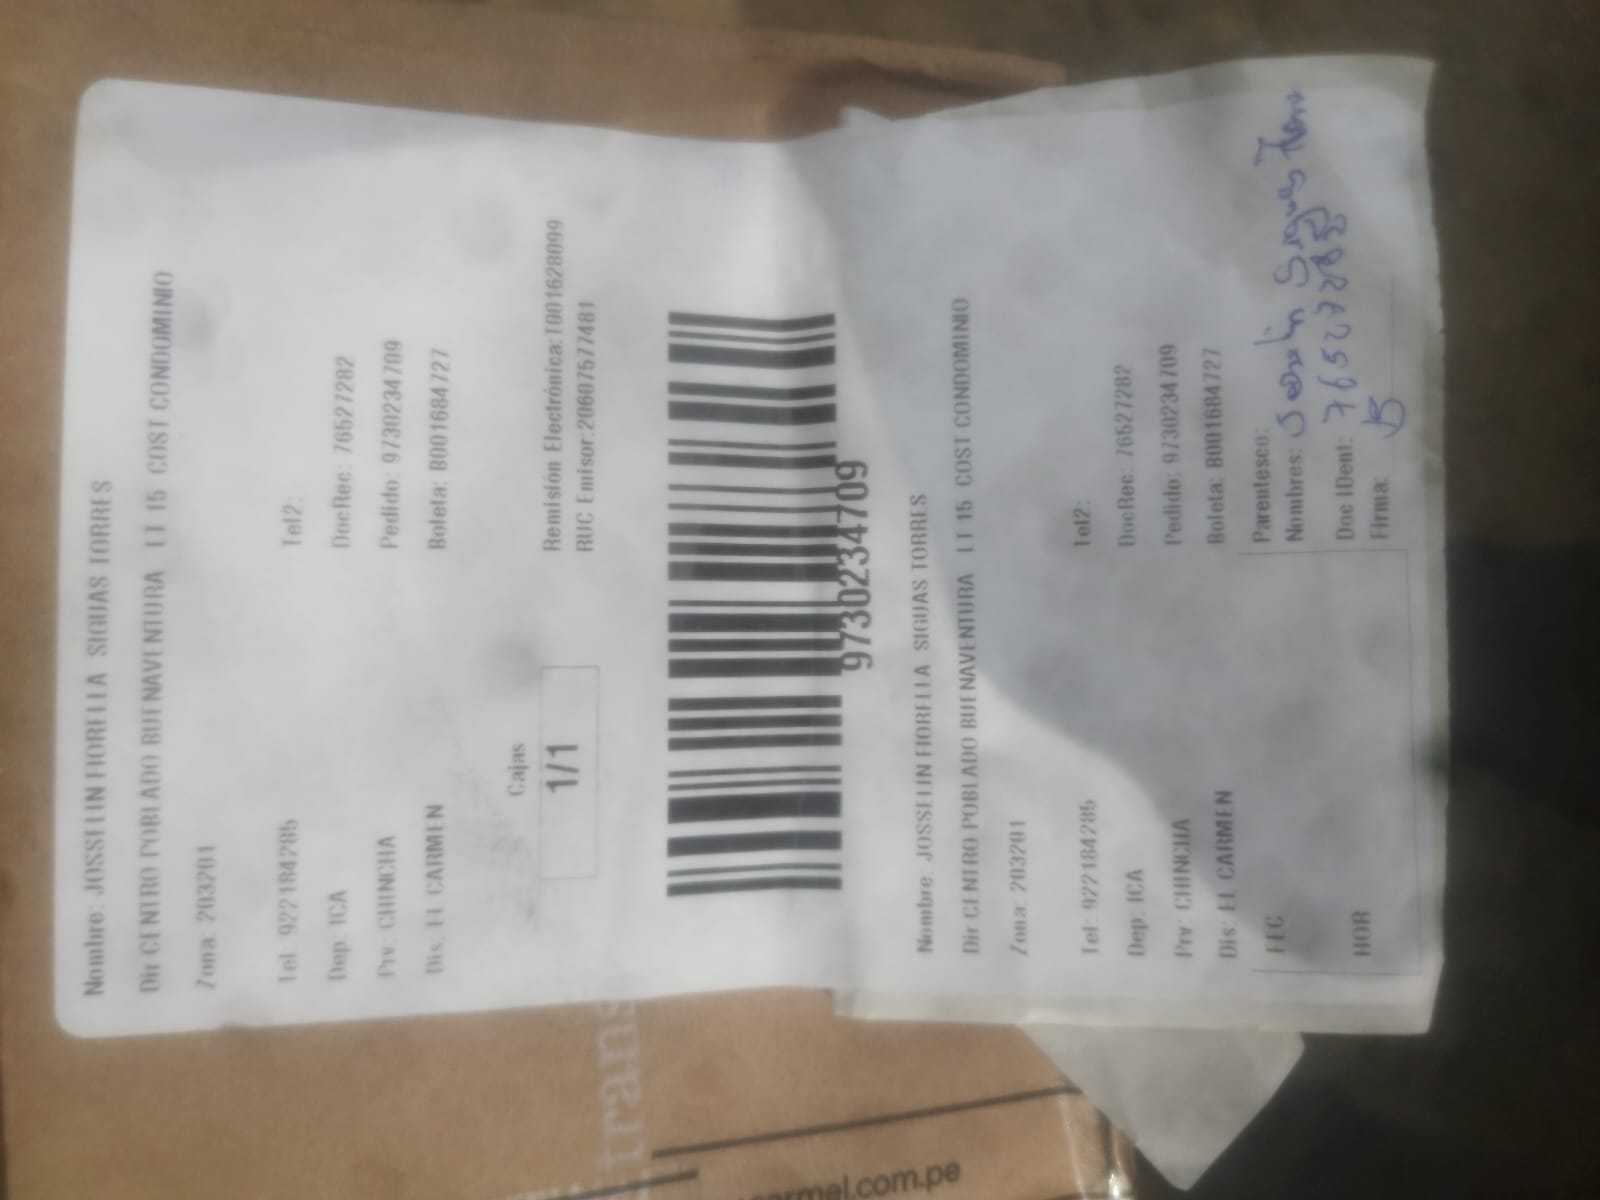 Nombre: JOSSELIN FIORELLA SIGUAS TORRES
Dir CENTRO POBLADO BUENAVENTURA LT 15 COST CONDOMINIO
Zona: 203201
Tel: 922184285 Tel2:
Dep: ICA DocRec: 76527282
Prv: CHINCHA Pedido: 9730234709
Dis: El CARMEN Boleta: B001684727
Cajas
1/1
Remisión Electrónica: T001628099
RUC Emisor:20607577481
9730234709
Nombre: JOSSELIN FIORELLA SIGUAS TORRES
Dir CENTRO POBLADO BUENAVENTURA LT 15 COST CONDOMINIO
Zona: 203201
Tel: 922184285 Tel2:
Dep: ICA DocRec: 76527282
Prv: CHINCHA Pedido: 9730234709
Dis: El CARMEN Boleta: B001684727
FEC
HOR
Parentesco:
Nombres: Siguas
Doc IDent: 76527282
Firma:
trans
carmel.com.pe